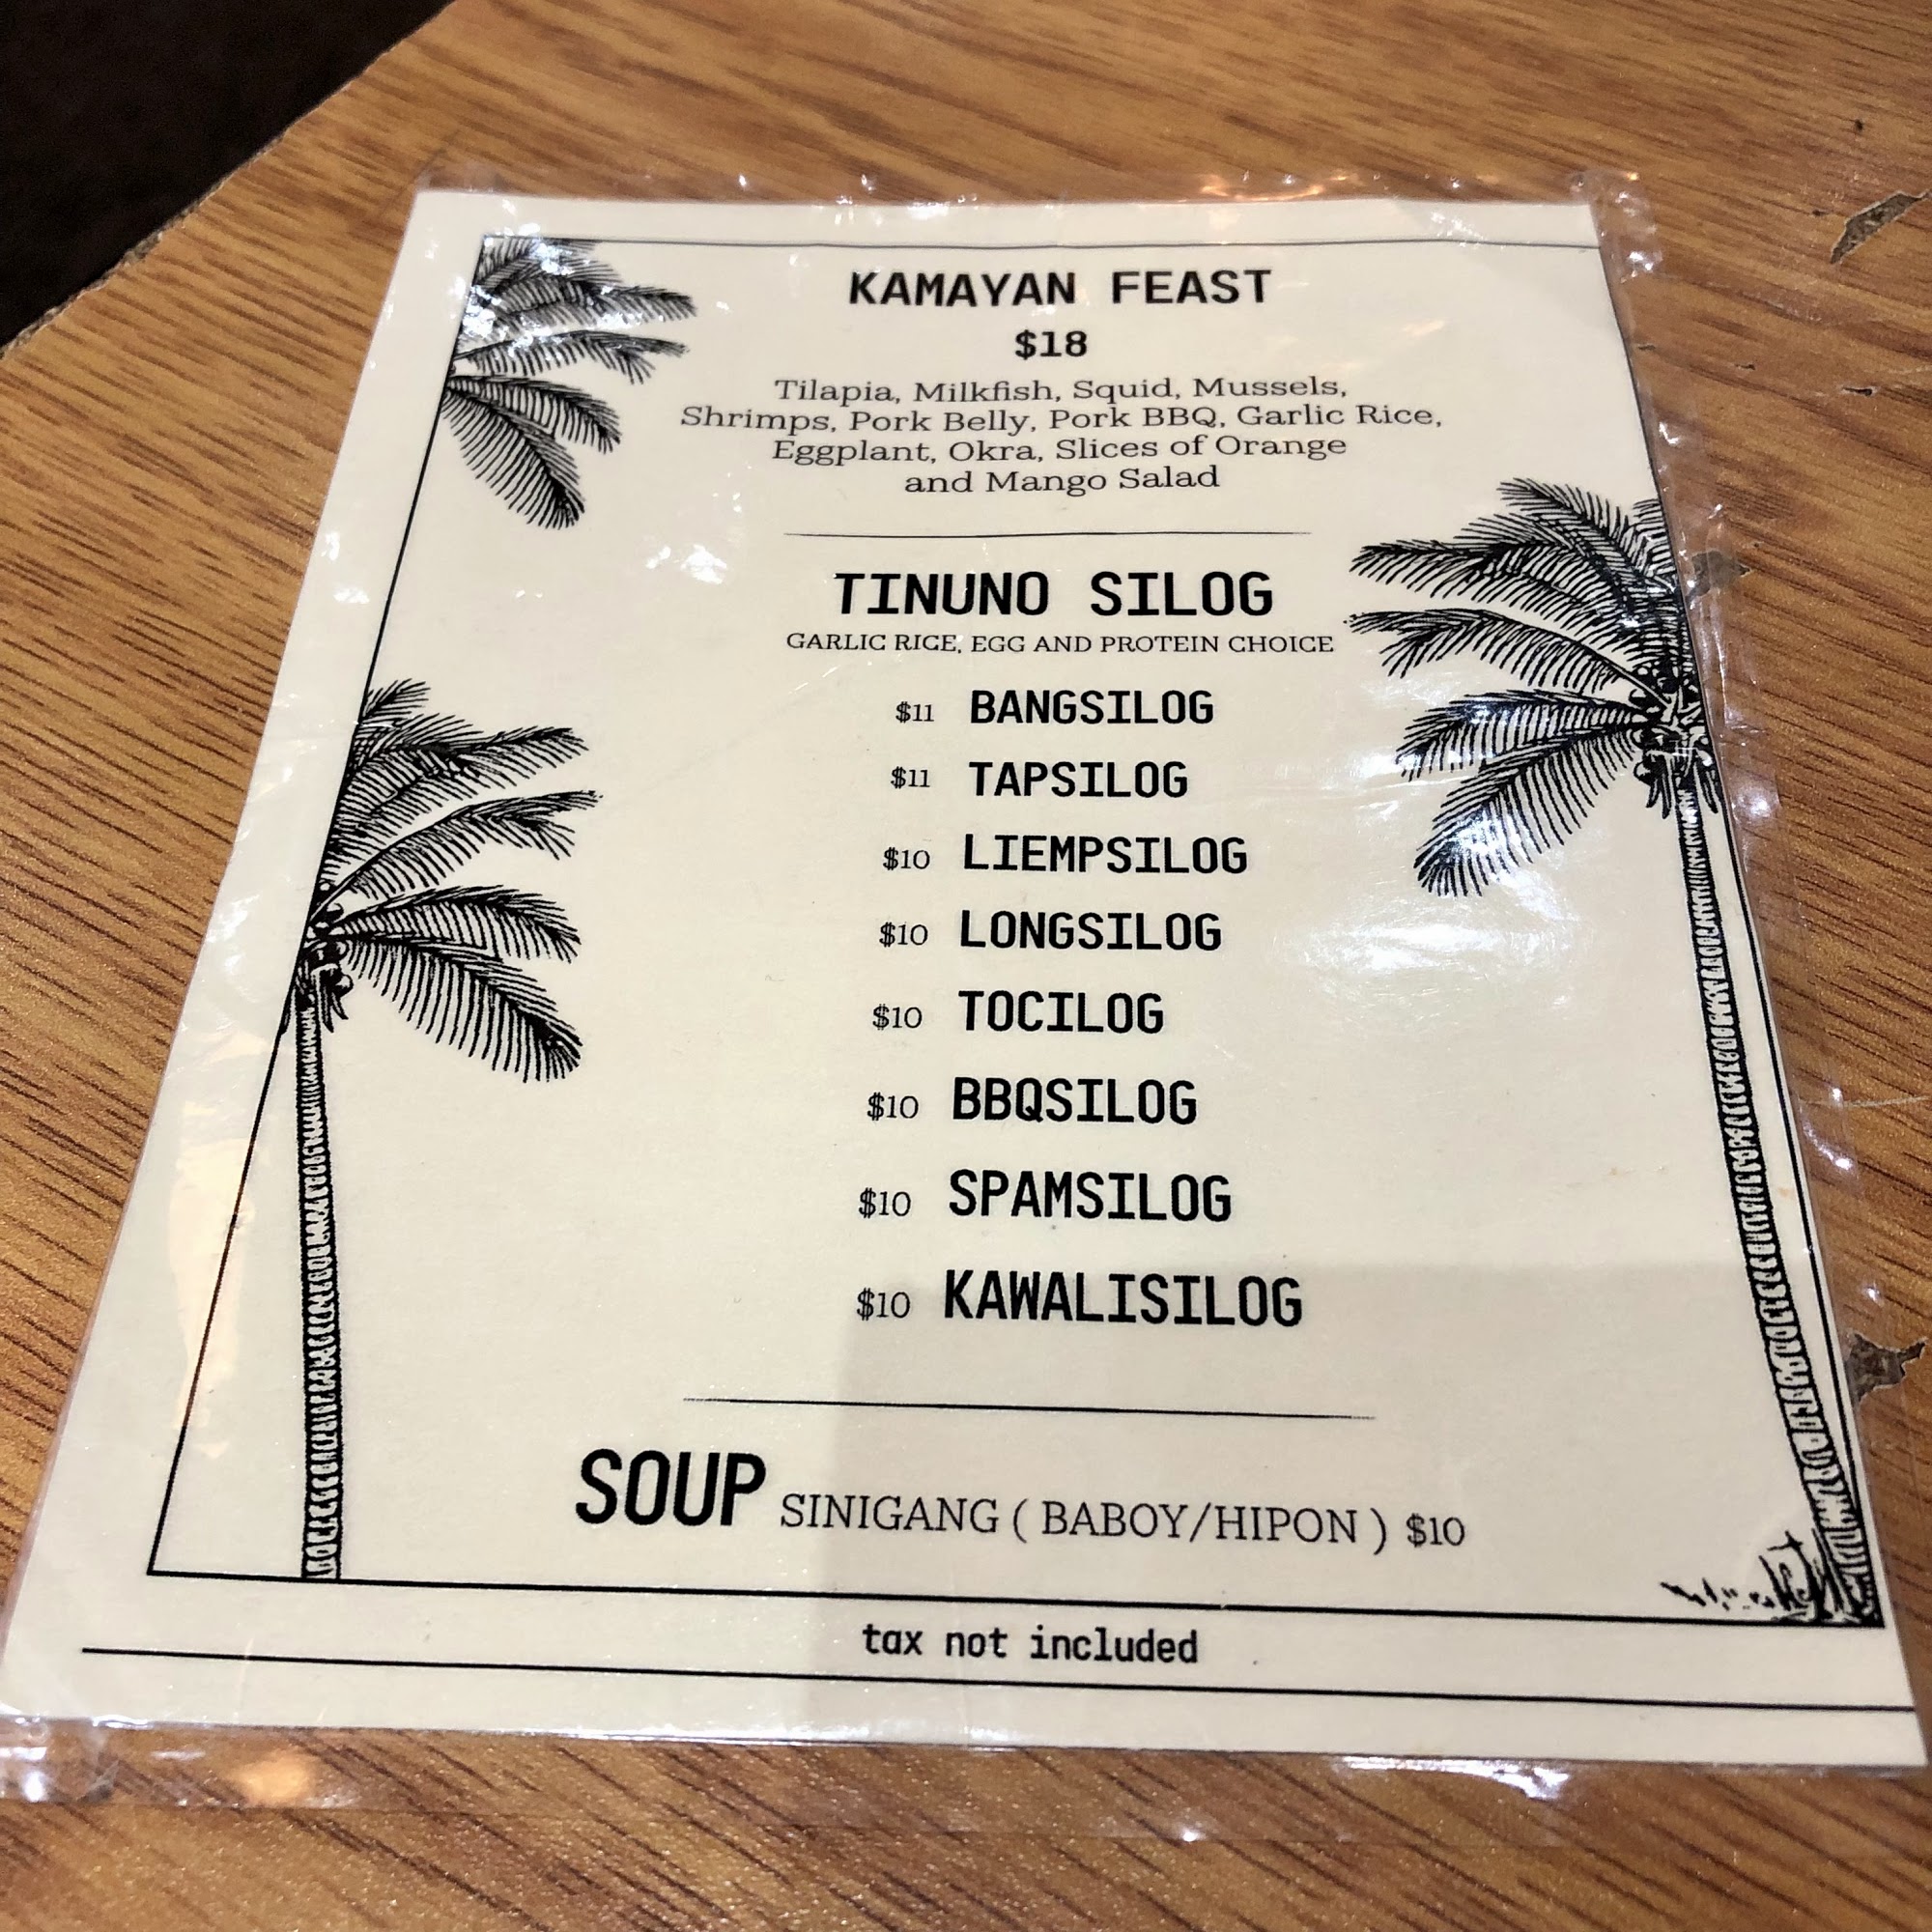 KAMAYAN FEAST
$18
Tilapia, Milkfish, Squid, Mussels,
Shrimps, Pork Belly, Pork BBQ, Garlic Rice,
Eggplant, Okra, Slices of Orange
and Mango Salad
TINUNO SILOG
GARLIC RICE, EGG AND PROTEIN CHOICE
$11 BANGSILOG
$11 TAPSILOG
$10 LIEMPSILOG
$10 LONGSILOG
$10 TOCILOG
$10 BBQSILOG
$10 SPAMSILOG
$10 KAWALISILOG
SOUP SINIGANG ( BABOY/HIPON ) $10
tax not included